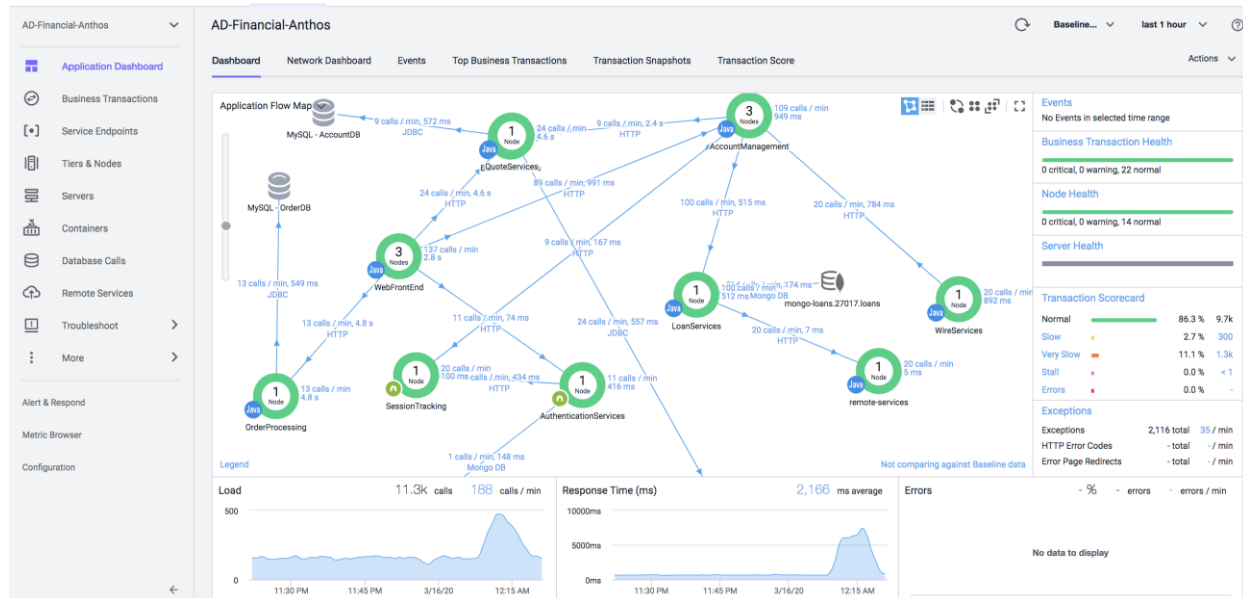 AD-Financial-Anthos
Application Dashboard
Business Transactions
Service Endpoints
Tiers & Nodes
Servers
Containers
Database Calls
Remote Services
Troubleshoot
More
Alert & Respond
Metric Browser
Configuration
AD-Financial-Anthos
Baseline...
last 1 hour
Dashboard
Network Dashboard
Events
Top Business Transactions
Transaction Snapshots
Transaction Score
Actions
Application Flow Map
MySQL - AccountDB
9 calls / min, 572 ms
JDBC
1
Node
Java
24 calls / min
4.6 s
QuoteServices
9 calls / min, 2.4 s
HTTP
3
Nodes
Java
109 calls / min
949 ms
AccountManagement
MySQL - OrderDB
24 calls / min, 4.6 s
HTTP
89 calls / min, 991 ms
HTTP
100 calls / min, 515 ms
HTTP
20 calls / min, 784 ms
HTTP
9 calls / min, 167 ms
HTTP
3
Nodes
Java
137 calls / min
2.8 s
WebFrontEnd
13 calls / min, 549 ms
JDBC
13 calls / min, 4.8 s
HTTP
11 calls / min, 74 ms
HTTP
24 calls / min, 557 ms
JDBC
1
Node
Java
512 ms
Mongo DB
LoanServices
mongo-loans.27017.loans
20 calls / min, 7 ms
HTTP
1
Node
Java
20 calls / min
892 ms
WireServices
1
Node
Java
13 calls / min
4.8 s
OrderProcessing
1
Node
20 calls / min
100 ms
SessionTracking
calls / min, 434 ms
HTTP
1
Node
11 calls / min
416 ms
AuthenticationServices
1
Node
Java
20 calls / min
5 ms
remote-services
1 calls / min, 148 ms
Mongo DB
Legend
Not comparing against Baseline data
Events
No Events in selected time range
Business Transaction Health
0 critical, 0 warning, 22 normal
Node Health
0 critical, 0 warning, 14 normal
Server Health
Transaction Scorecard
Normal 86.3 % 9.7k
Slow 2.7 % 300
Very Slow 11.1 % 1.3k
Stall 0.0 % < 1
Errors 0.0 % -
Exceptions
Exceptions 2,116 total 35 / min
HTTP Error Codes - total - / min
Error Page Redirects - total - / min
Load 11.3k calls 188 calls / min
500
0
11:30 PM 11:45 PM 3/16/20 12:15 AM
Response Time (ms) 2,166 ms average
10000ms
5000ms
0ms
11:30 PM 11:45 PM 3/16/20 12:15 AM
Errors - % - errors - errors / min
No data to display